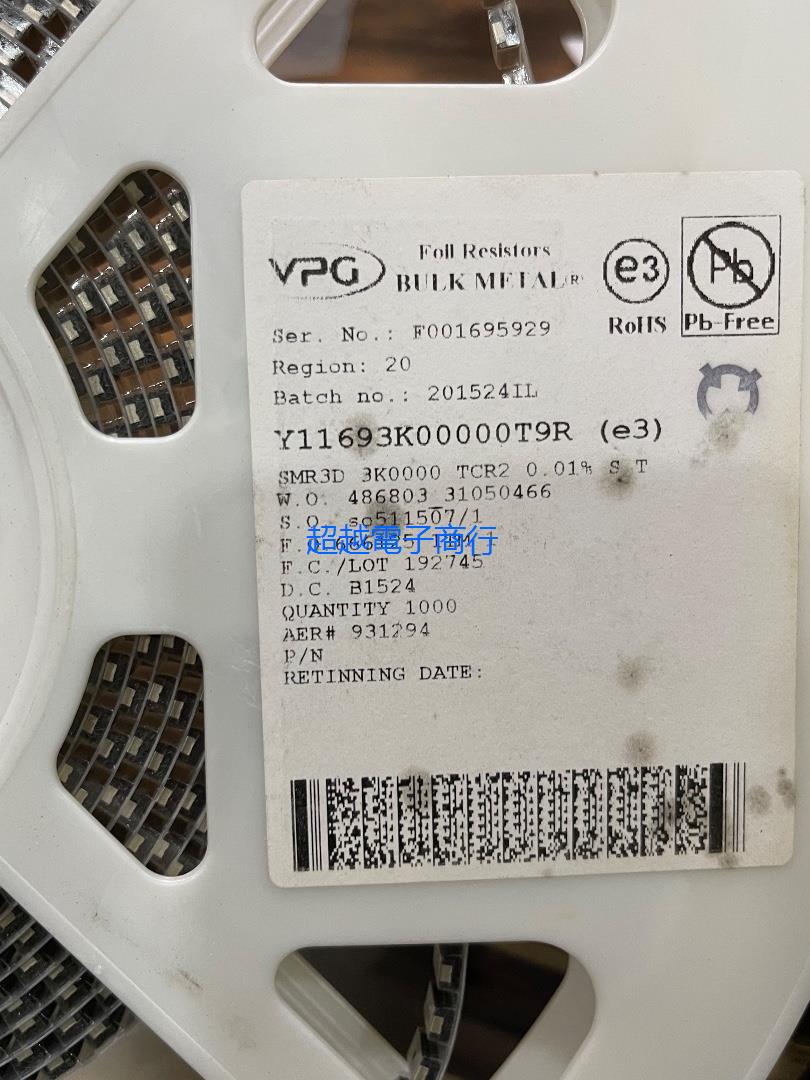 VPG
Foil Resistors
BULK METAL®
e3
RoHS
Pb
Pb-Free
Ser. No.: F001695929
Region: 20
Batch no.: 201524IL
Y11693K00000T9R (e3)
SMR3D 3K0000 TCR2 0.01% S T
W.O. 486803 31050466
S.O. so511507/1
超越電子商行
F.C./LOT 192745
D.C. B1524
QUANTITY 1000
AER# 931294
P/N
RETINNING DATE: